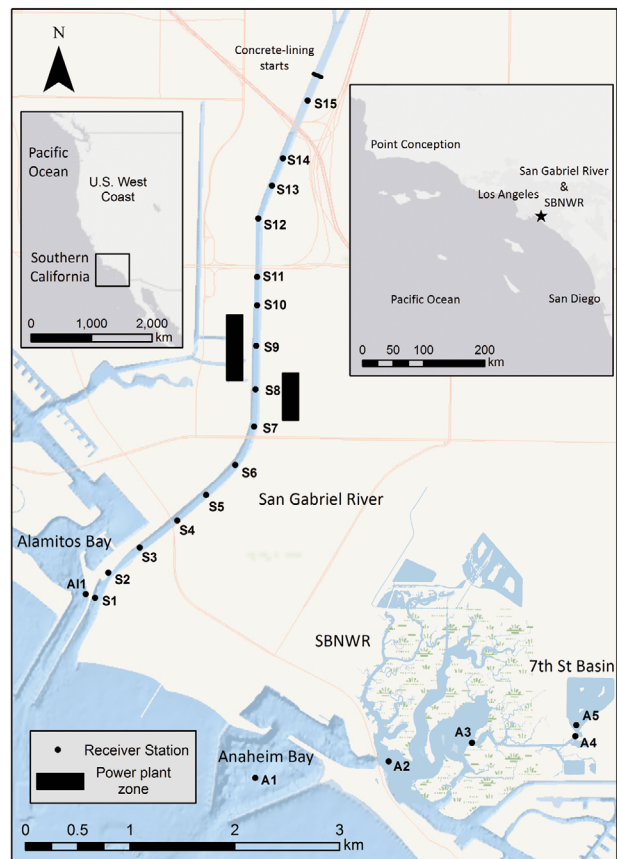 N
Concrete-lining
starts
S15
Pacific
Ocean
U.S. West
Coast
Southern
California
0 1,000 2,000
km
Point Conception
San Gabriel River
&
SBNWR
Los Angeles
Pacific Ocean
San Diego
0 50 100 200
km
S14
S13
S12
S11
S10
S9
S8
S7
S6
San Gabriel River
S5
S4
Alamitos Bay
S3
S2
AI1
S1
SBNWR
7th St Basin
A5
A4
A3
A2
Anaheim Bay
A1
Receiver Station
Power plant
zone
0 0.5 1 2 3
km